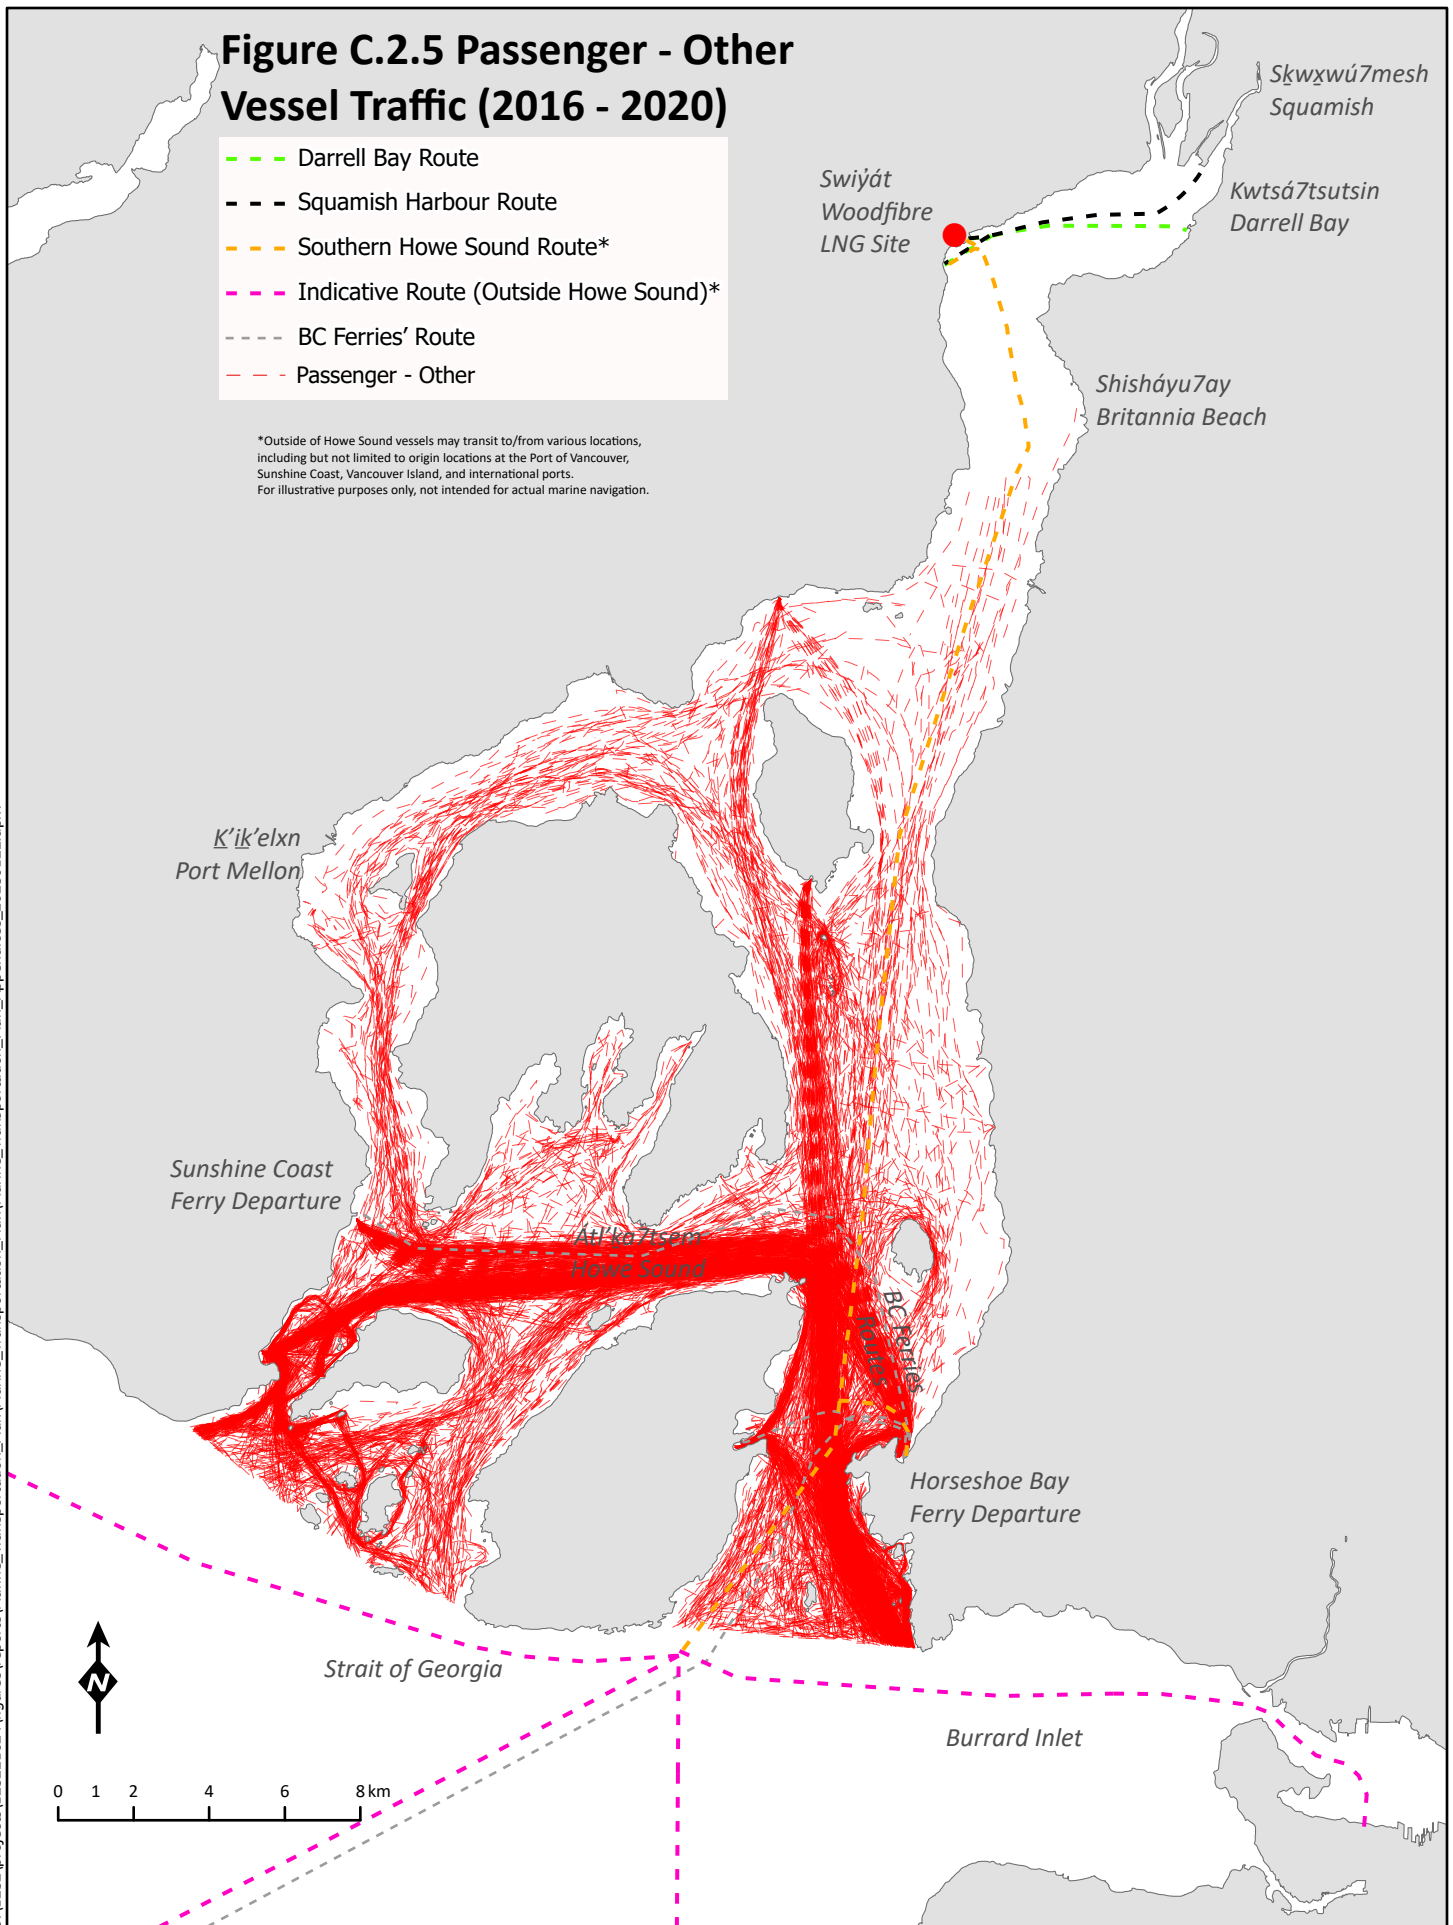 Figure C.2.5 Passenger - Other
Vessel Traffic (2016 - 2020)
Darrell Bay Route
Squamish Harbour Route
Southern Howe Sound Route*
Indicative Route (Outside Howe Sound)*
BC Ferries' Route
Passenger - Other
*Outside of Howe Sound vessels may transit to/from various locations,
including but not limited to origin locations at the Port of Vancouver,
Sunshine Coast, Vancouver Island, and international ports.
For illustrative purposes only, not intended for actual marine navigation.
Sḵwx̱wú7mesh
Squamish
Swiỷát
Woodfibre
LNG Site
Kwtsá7tsutsin
Darrell Bay
Shisháyu7ay
Britannia Beach
Ḵ'iḵ'elxn
Port Mellon
Sunshine Coast
Ferry Departure
Átl'ka7tsem
Howe Sound
BC Ferries
Routes
Horseshoe Bay
Ferry Departure
Strait of Georgia
Burrard Inlet
N
0 1 2 4 6 8 km